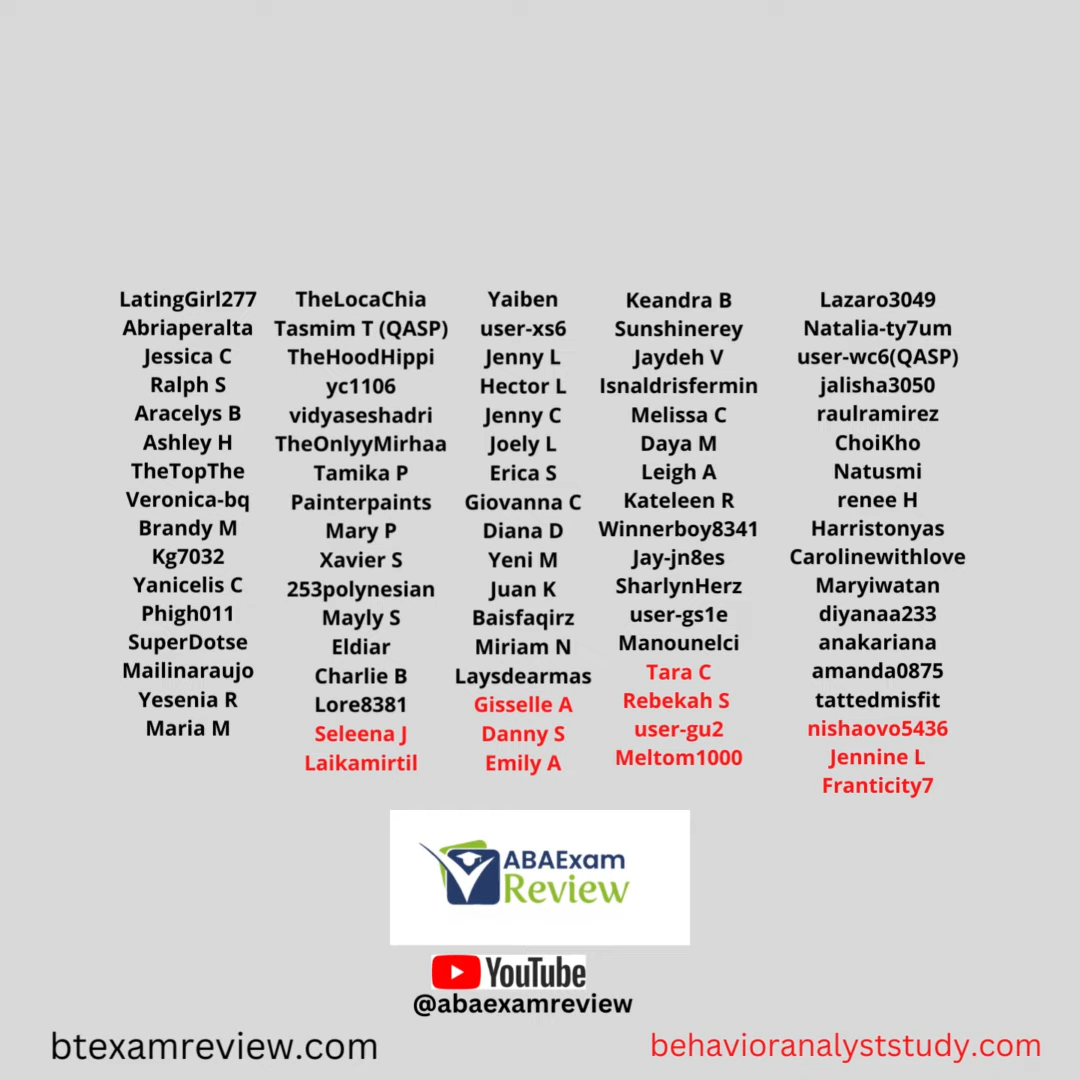 LatingGirl277
Abriaperalta
Jessica C
Ralph S
Aracelys B
Ashley H
TheTopThe
Veronica-bq
Brandy M
Kg7032
Yanicelis C
Phigh011
SuperDotse
Mailinaraujo
Yesenia R
Maria M
TheLocaChia
Tasmim T (QASP)
TheHoodHippi
yc1106
vidyaseshadri
TheOnlyyMirhaa
Tamika P
Painterpaints
Mary P
Xavier S
253polynesian
Mayly S
Eldiar
Charlie B
Lore8381
Seleena J
Laikamirtil
Yaiben
user-xs6
Jenny L
Hector L
Jenny C
Joely L
Erica S
Giovanna C
Diana D
Yeni M
Juan K
Baisfaqirz
Miriam N
Laysdearmas
Gisselle A
Danny S
Emily A
Keandra B
Sunshinerey
Jaydeh V
Isnaldrisfermin
Melissa C
Daya M
Leigh A
Kateleen R
Winnerboy8341
Jay-jn8es
SharlynHerz
user-gs1e
Manounelci
Tara C
Rebekah S
user-gu2
Meltom1000
Lazaro3049
Natalia-ty7um
user-wc6(QASP)
jalisha3050
raulramirez
ChoiKho
Natusmi
renee H
Harristonyas
Carolinewithlove
Maryiwatan
diyanaa233
anakariana
amanda0875
tattedmisfit
nishaovo5436
Jennine L
Franticity7
ABAExam
Review
YouTube
@abaexamreview
btexamreview.com
behavioranalyststudy.com